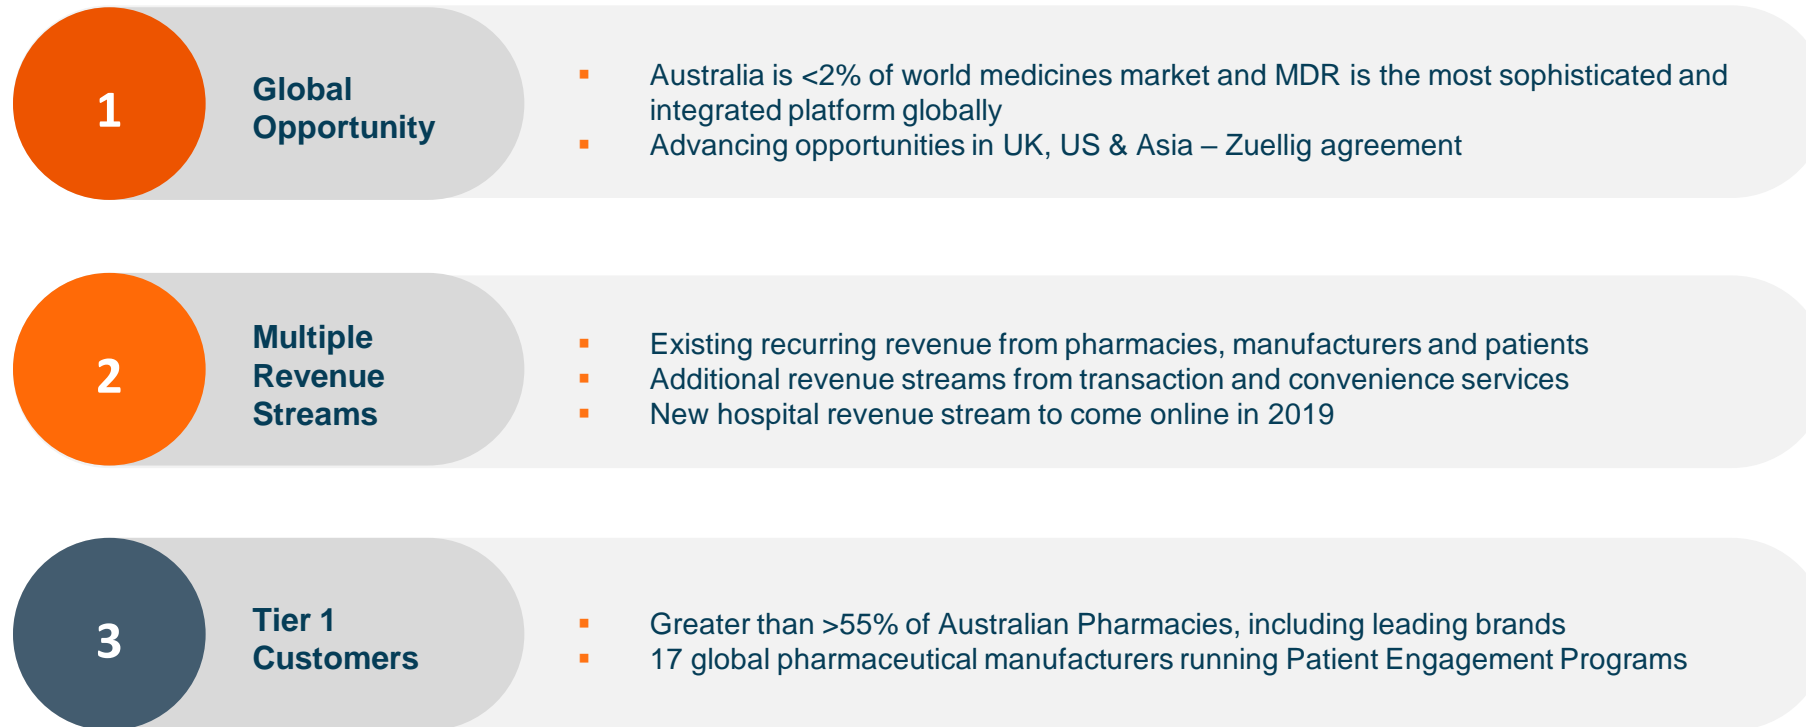 1
Global
Opportunity
▪ Australia is <2% of world medicines market and MDR is the most sophisticated and
integrated platform globally
▪ Advancing opportunities in UK, US & Asia – Zuellig agreement
2
Multiple
Revenue
Streams
▪ Existing recurring revenue from pharmacies, manufacturers and patients
▪ Additional revenue streams from transaction and convenience services
▪ New hospital revenue stream to come online in 2019
3
Tier 1
Customers
▪ Greater than >55% of Australian Pharmacies, including leading brands
▪ 17 global pharmaceutical manufacturers running Patient Engagement Programs